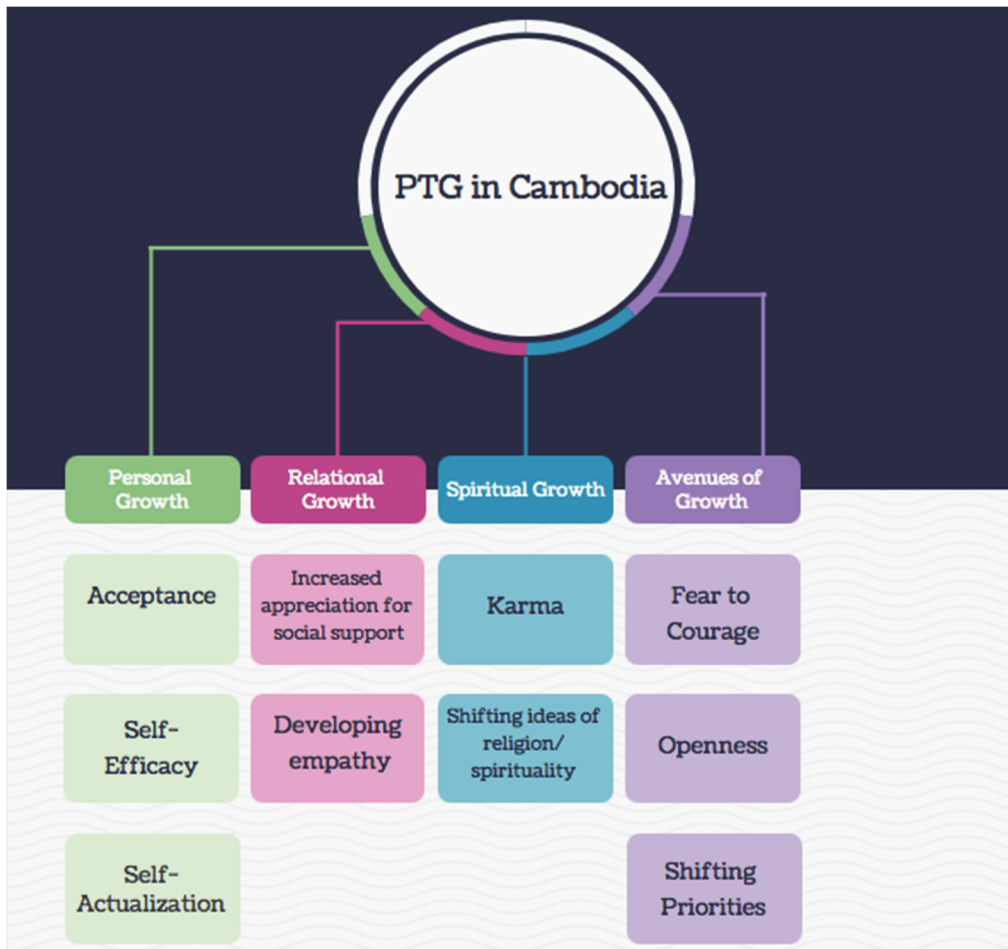 PTG in Cambodia
Personal
Growth
Relational
Growth
Spiritual Growth
Avenues of
Growth
Acceptance
Increased
appreciation for
social support
Karma
Fear to
Courage
Self-
Efficacy
Developing
empathy
Shifting ideas of
religion/
spirituality
Openness
Self-
Actualization
Shifting
Priorities